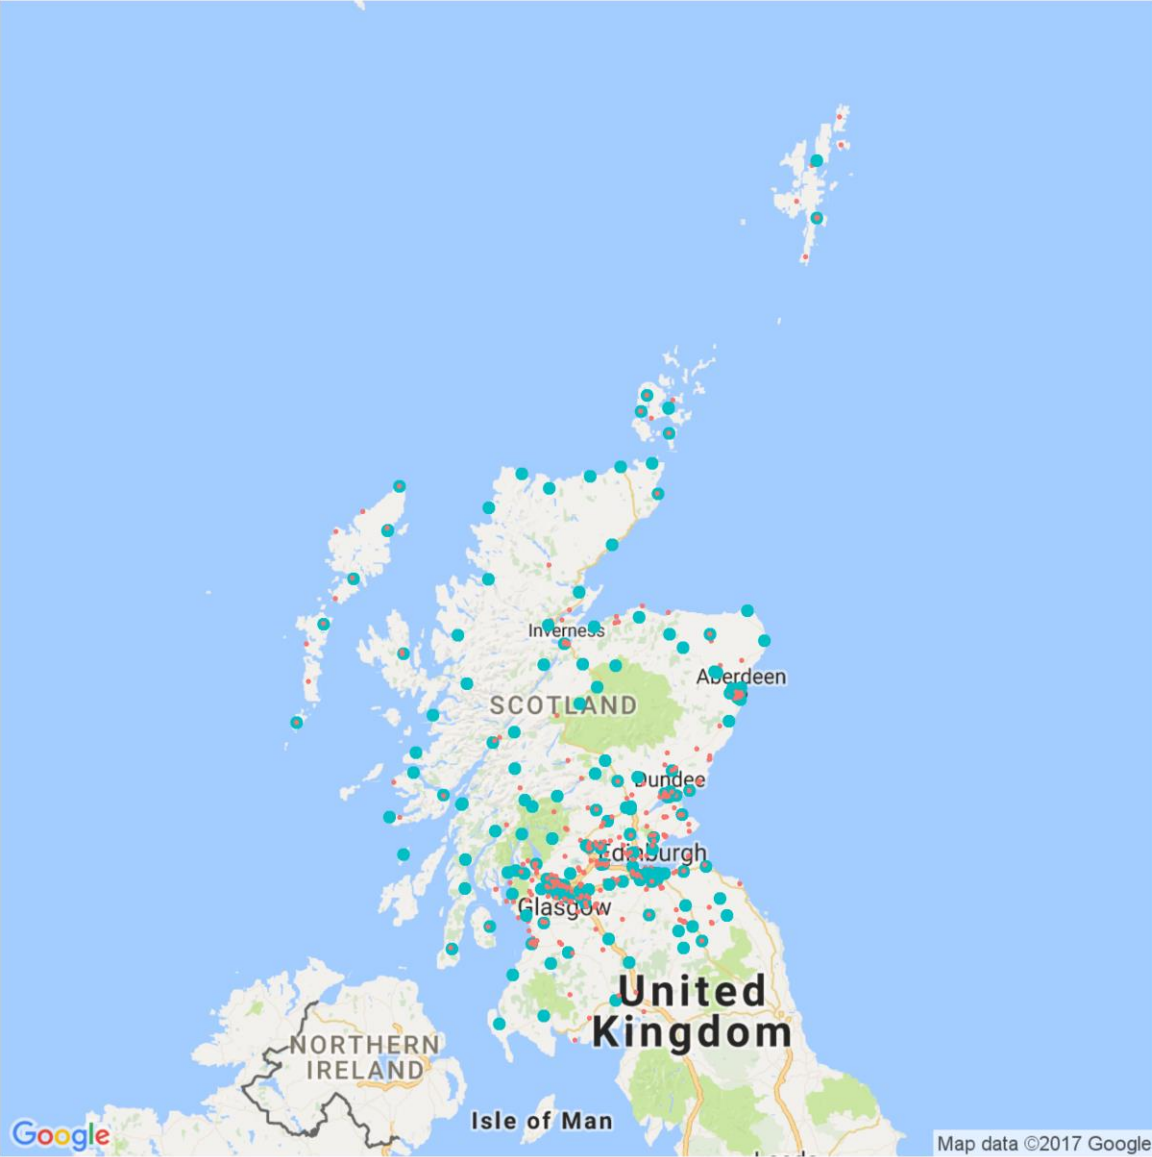 Inverness
Aberdeen
SCOTLAND
Dundee
Edinburgh
Glasgow
United
Kingdom
NORTHERN
IRELAND
Isle of Man
Google
Map data ©2017 Google